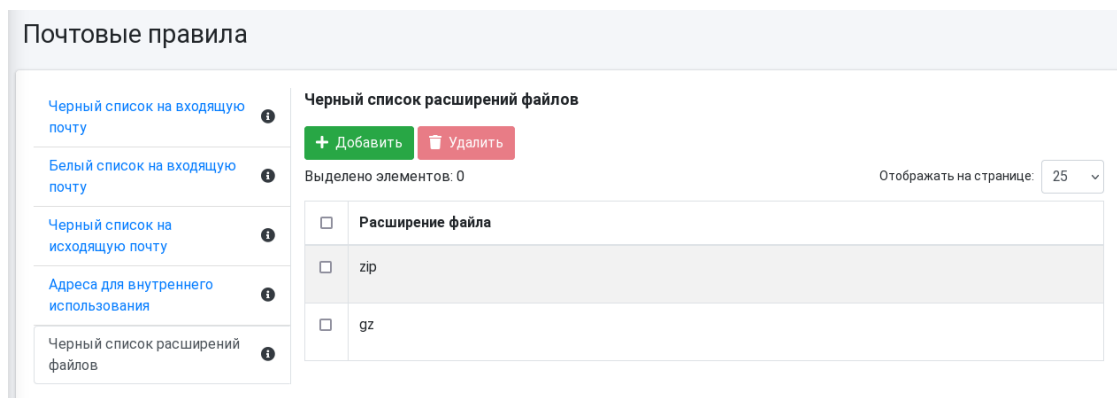 Почтовые правила
Черный список на входящую
почту
Белый список на входящую
почту
Черный список на
исходящую почту
Адреса для внутреннего
использования
Черный список расширений
файлов
Черный список расширений файлов
Добавить Удалить
Выделено элементов: 0 Отображать на странице: 25
Расширение файла
zip
gz